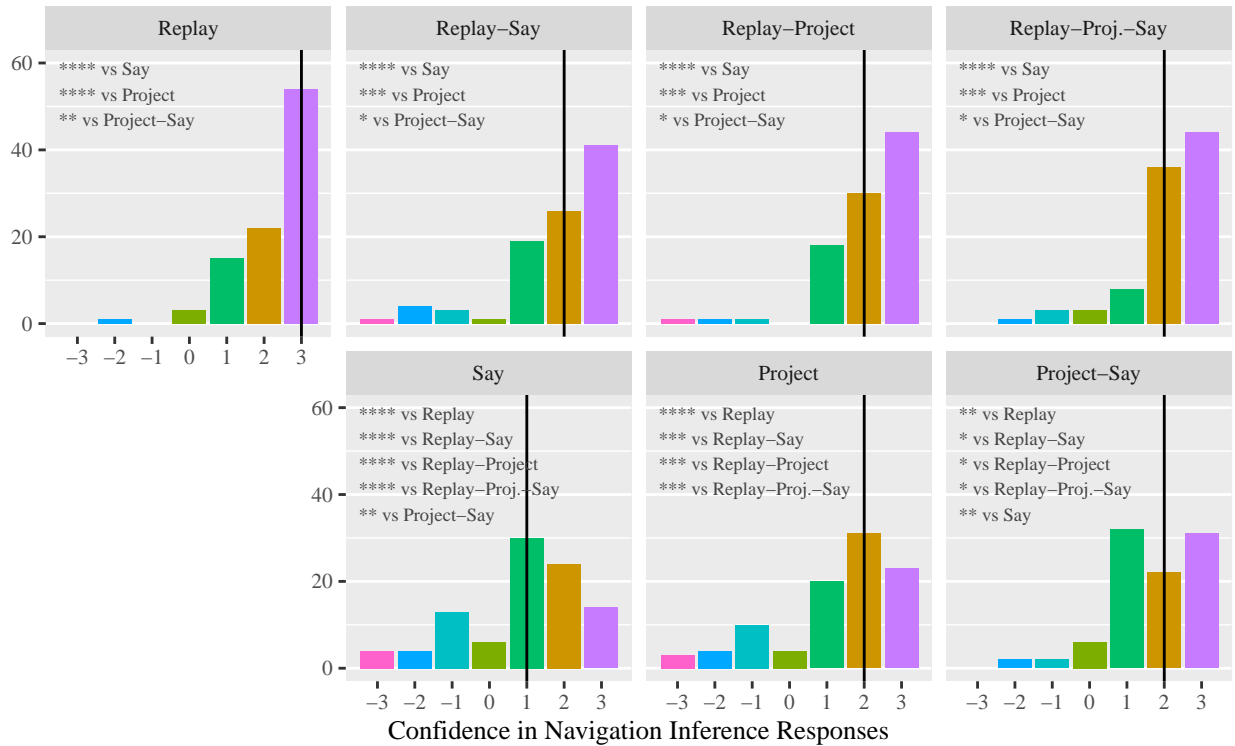 Replay
Replay–Say
Replay–Project
Replay–Proj.–Say
60
40
20
0
**** vs Say
**** vs Project
** vs Project–Say
**** vs Say
*** vs Project
* vs Project–Say
**** vs Say
*** vs Project
* vs Project–Say
**** vs Say
*** vs Project
* vs Project–Say
–3 –2 –1 0 1 2 3
Say
Project
Project–Say
60
40
20
0
**** vs Replay
**** vs Replay–Say
**** vs Replay–Project
**** vs Replay–Proj.–Say
** vs Project–Say
**** vs Replay
*** vs Replay–Say
*** vs Replay–Project
*** vs Replay–Proj.–Say
** vs Replay
* vs Replay–Say
* vs Replay–Project
* vs Replay–Proj.–Say
** vs Say
–3 –2 –1 0 1 2 3
–3 –2 –1 0 1 2 3
–3 –2 –1 0 1 2 3
Confidence in Navigation Inference Responses